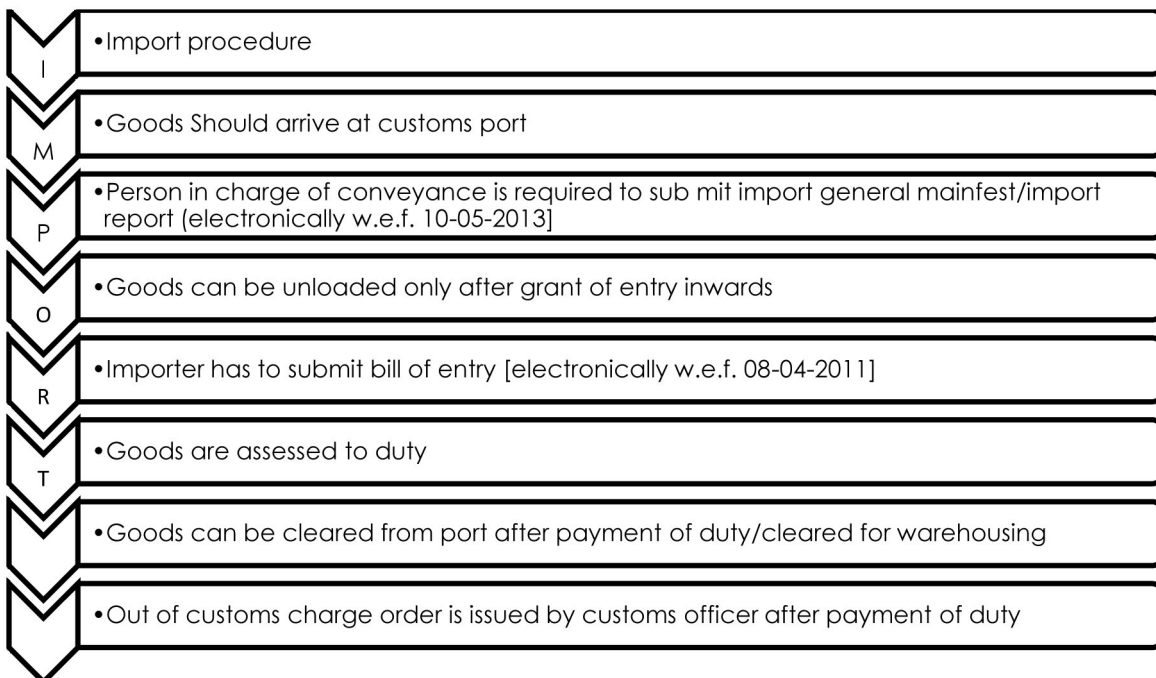 I
•Import procedure
M
•Goods Should arrive at customs port
P
•Person in charge of conveyance is required to sub mit import general mainfest/import
report (electronically w.e.f. 10-05-2013]
O
•Goods can be unloaded only after grant of entry inwards
R
•Importer has to submit bill of entry [electronically w.e.f. 08-04-2011]
T
•Goods are assessed to duty
•Goods can be cleared from port after payment of duty/cleared for warehousing
•Out of customs charge order is issued by customs officer after payment of duty